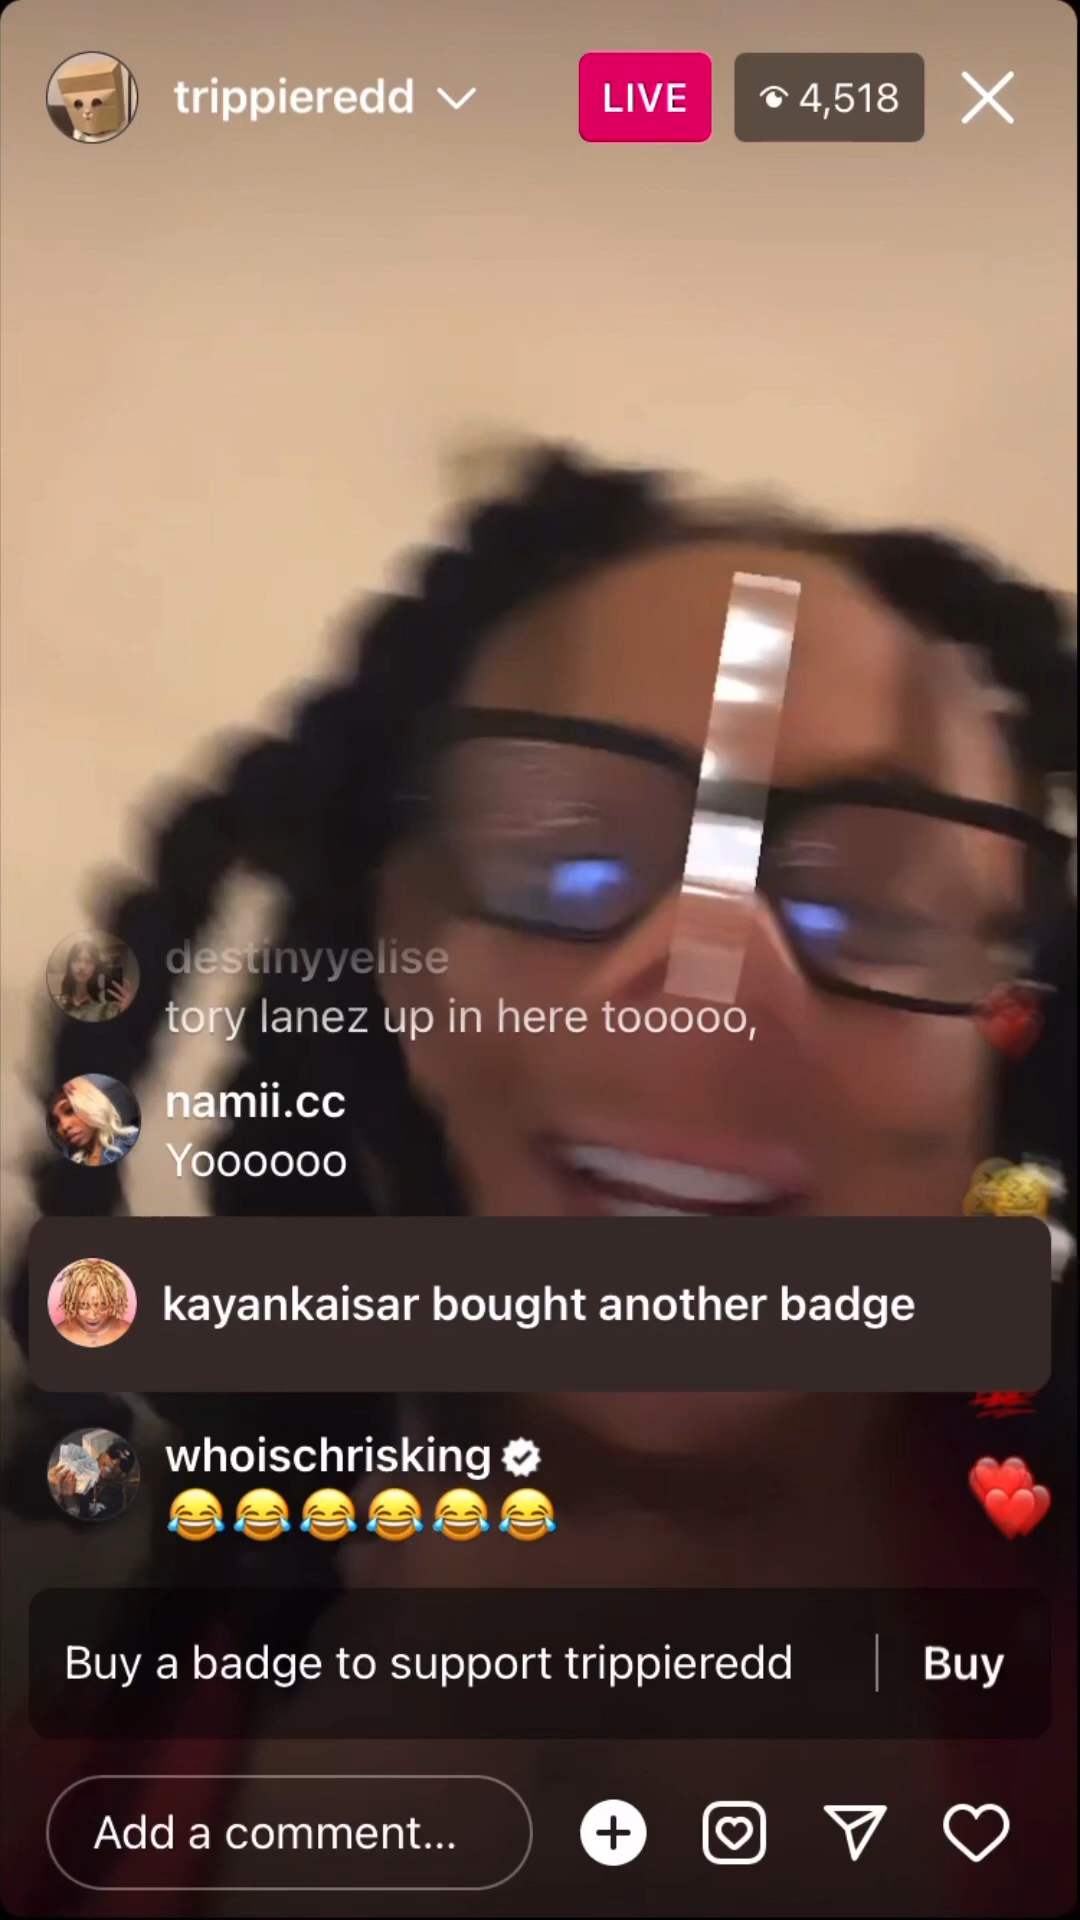 trippieredd
LIVE
4,518
destinyyelise
tory lanez up in here tooooo,
namii.cc
Yoooooo
kayankaisar bought another badge
whoischrisking
😂😂😂😂😂😂
Buy a badge to support trippieredd
Buy
Add a comment...